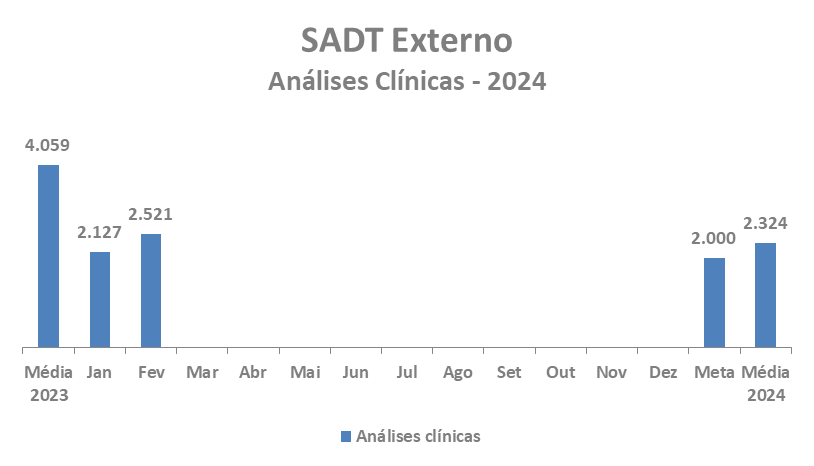 SADT Externo
Análises Clínicas - 2024
4.059
2.127
2.521
2.000
2.324
Média 2023
Jan
Fev
Mar
Abr
Mai
Jun
Jul
Ago
Set
Out
Nov
Dez
Meta
Média 2024
Análises clínicas